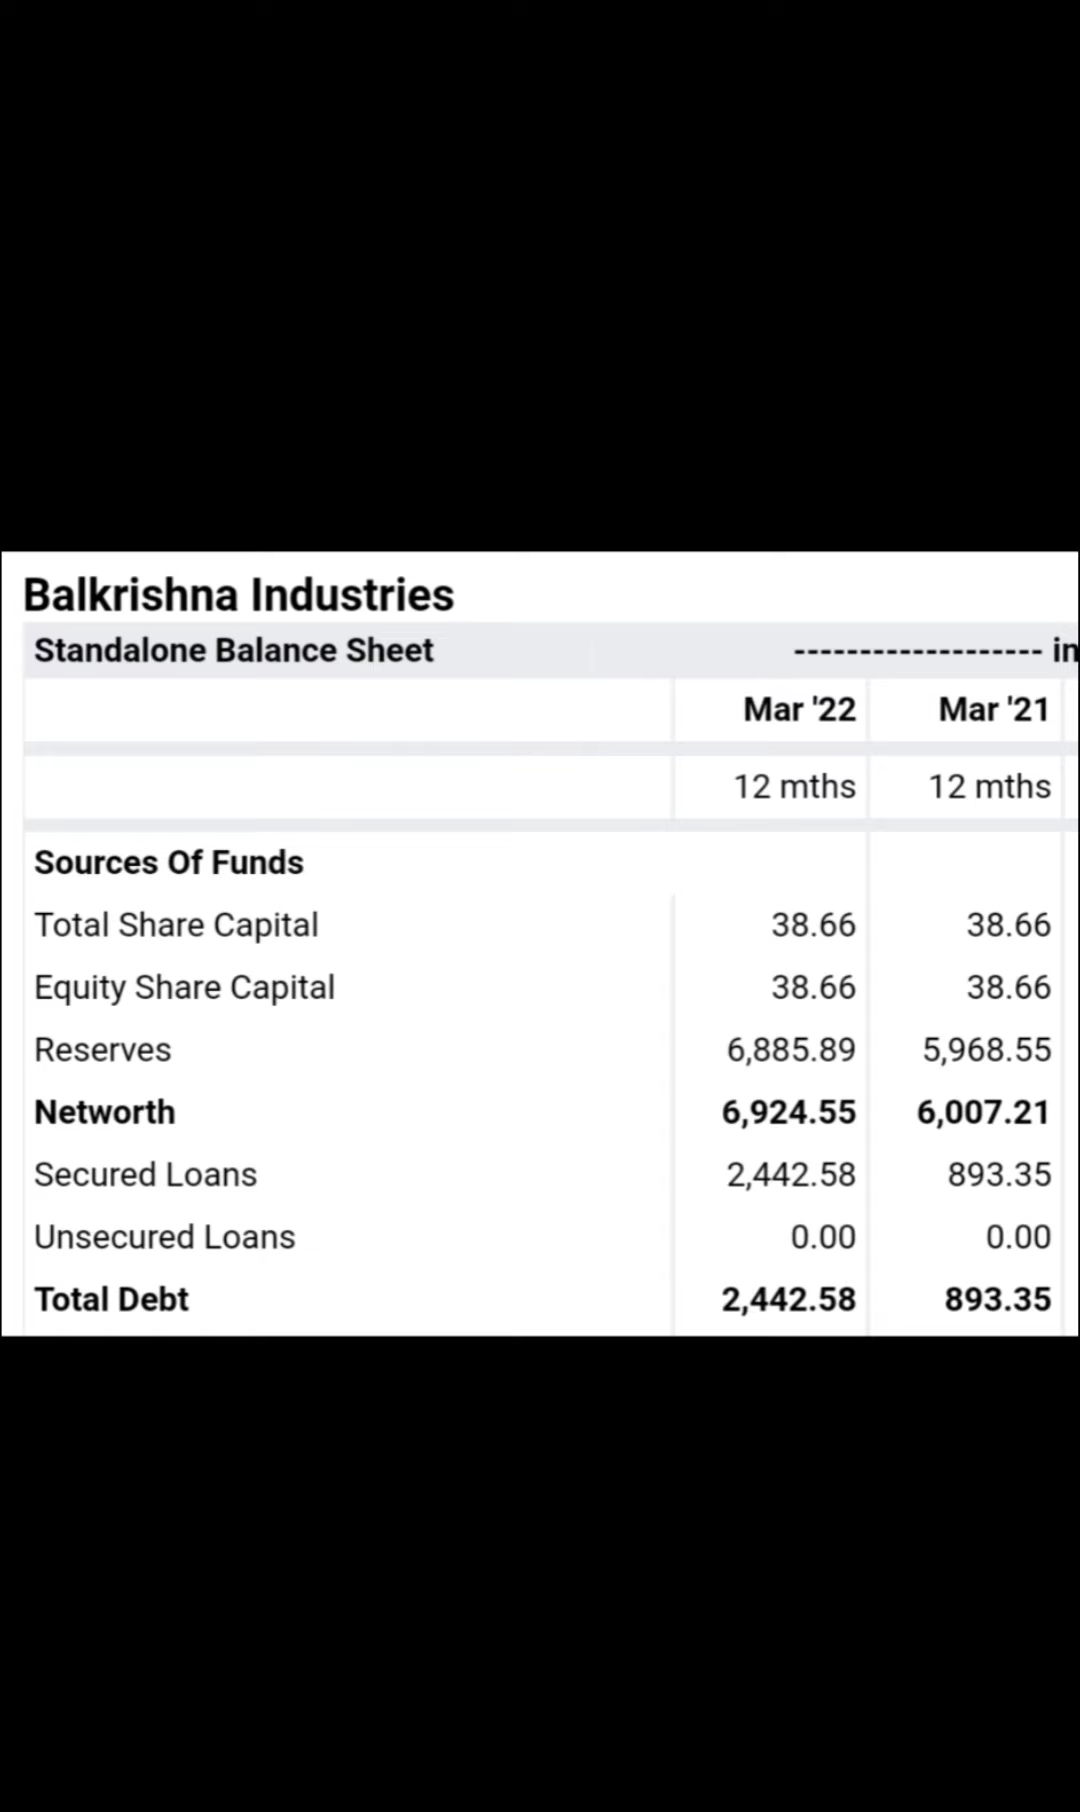 Balkrishna Industries
Standalone Balance Sheet ------------------- in
Mar '22 Mar '21
12 mths 12 mths
Sources Of Funds
Total Share Capital 38.66 38.66
Equity Share Capital 38.66 38.66
Reserves 6,885.89 5,968.55
Networth 6,924.55 6,007.21
Secured Loans 2,442.58 893.35
Unsecured Loans 0.00 0.00
Total Debt 2,442.58 893.35